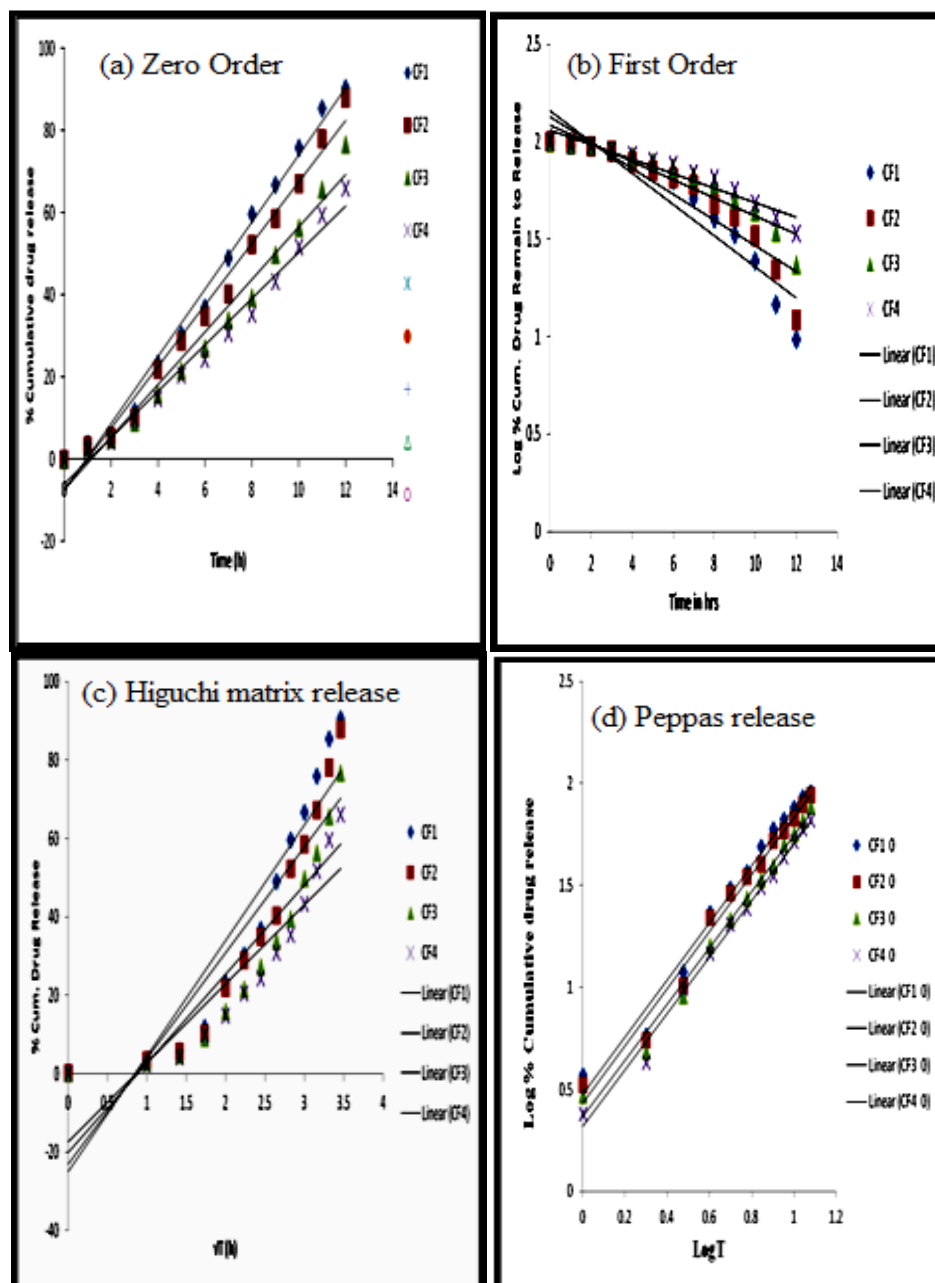 (a) Zero Order
% Cumulative drug release
100
80
60
40
20
0
-20
0
2
4
6
8
10
12
14
Time (h)
CF1
CF2
CF3
CF4
(b) First Order
Log % Cum. Drug Remain to Release
2.5
2
1.5
1
0.5
0
0
2
4
6
8
10
12
14
Time in hrs
CF1
CF2
CF3
CF4
Linear (CF1)
Linear (CF2)
Linear (CF3)
Linear (CF4)
(c) Higuchi matrix release
% Cum. Drug Release
100
80
60
40
20
0
-20
-40
0
0.5
1
1.5
2
2.5
3
3.5
4
√T(h)
CF1
CF2
CF3
CF4
Linear (CF1)
Linear (CF2)
Linear (CF3)
Linear (CF4)
(d) Peppas release
Log % Cumulative drug release
2.5
2
1.5
1
0.5
0
0
0.2
0.4
0.6
0.8
1
1.2
Log T
CF1 0
CF2 0
CF3 0
CF4 0
Linear (CF1 0)
Linear (CF2 0)
Linear (CF3 0)
Linear (CF4 0)